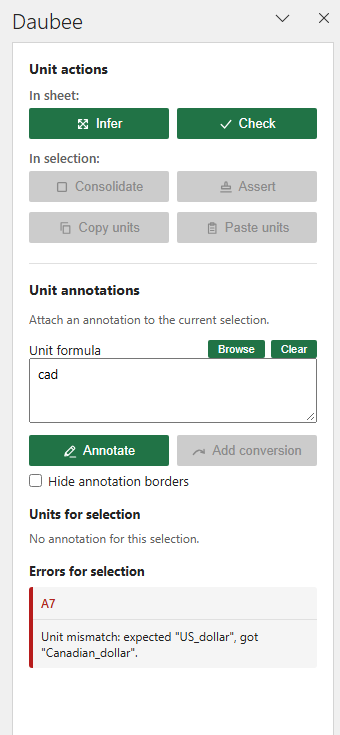 Daubee
Unit actions
In sheet:
Infer
Check
In selection:
Consolidate
Assert
Copy units
Paste units
Unit annotations
Attach an annotation to the current selection.
Unit formula
Browse
Clear
cad
Annotate
Add conversion
Hide annotation borders
Units for selection
No annotation for this selection.
Errors for selection
A7
Unit mismatch: expected "US_dollar", got
"Canadian_dollar".